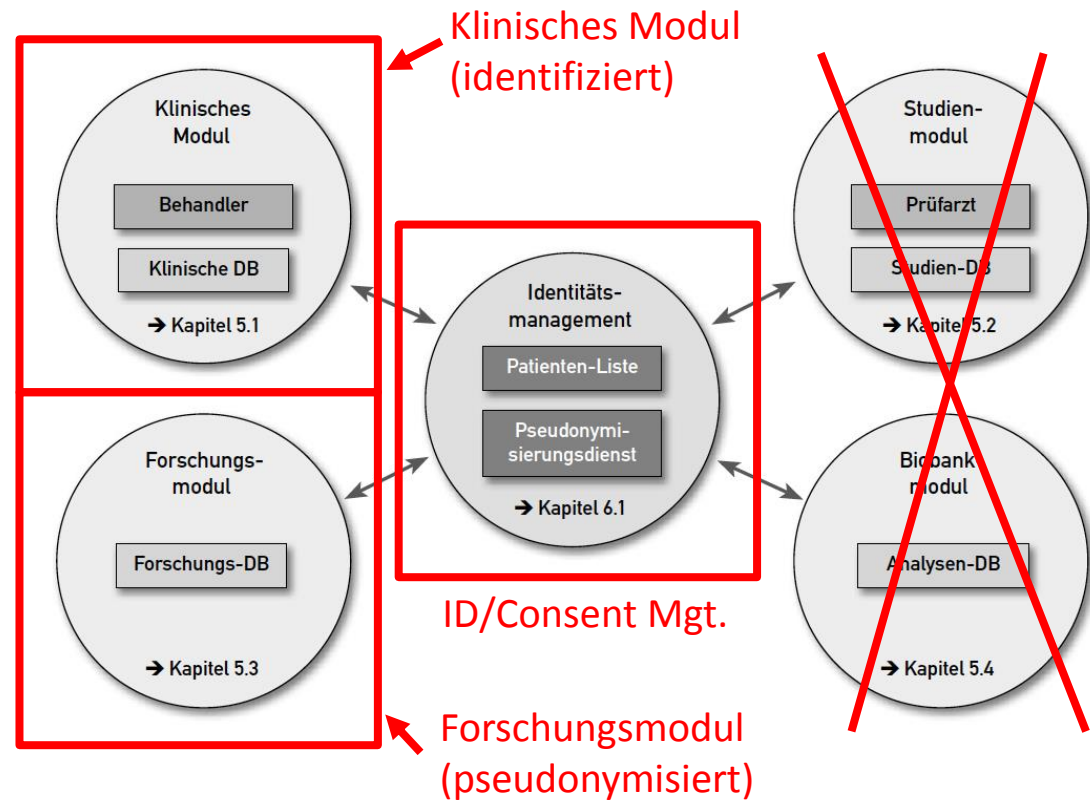 Klinisches Modul
(identifiziert)
Klinisches
Modul
Behandler
Klinische DB
➔ Kapitel 5.1
Studien-
modul
Prüfarzt
Studien-DB
➔ Kapitel 5.2
Identitäts-
management
Patienten-Liste
Pseudonymi-
sierungsdienst
➔ Kapitel 6.1
ID/Consent Mgt.
Forschungs-
modul
Forschungs-DB
➔ Kapitel 5.3
Biobank
modul
Analysen-DB
➔ Kapitel 5.4
Forschungsmodul
(pseudonymisiert)